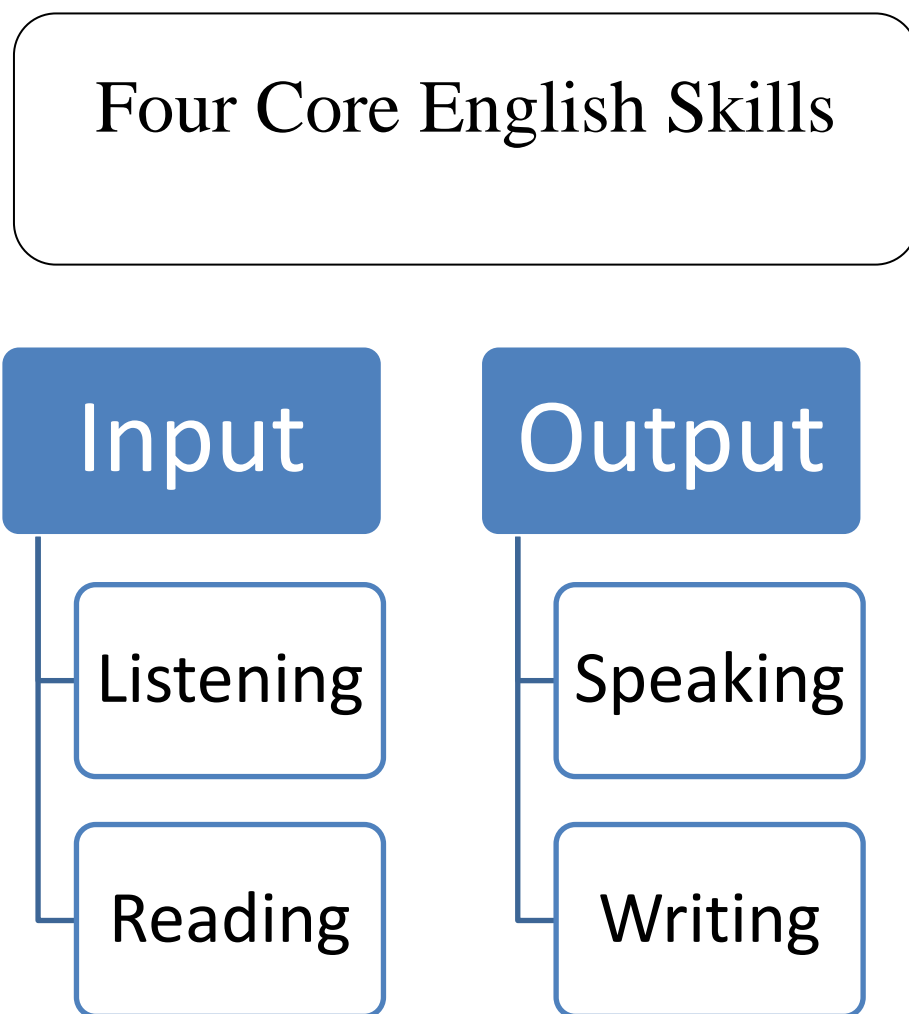 Four Core English Skills
Input
Listening
Reading
Output
Speaking
Writing